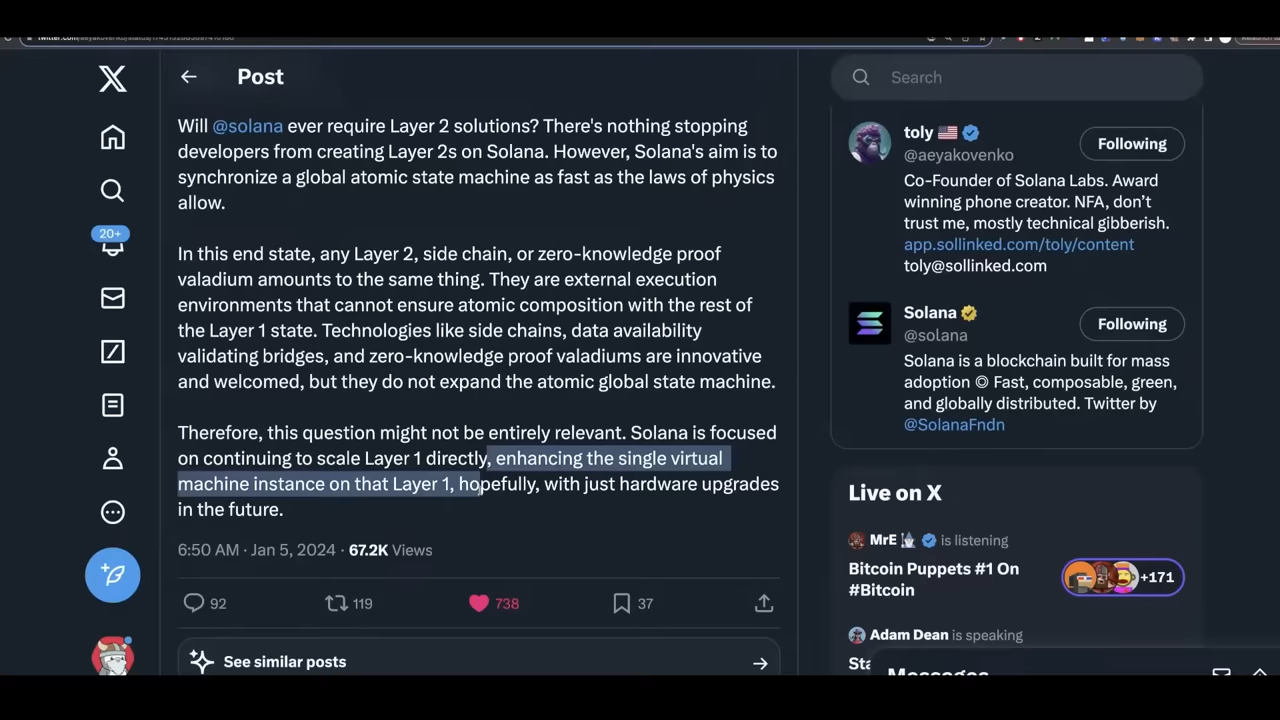 Post
Will @solana ever require Layer 2 solutions? There's nothing stopping
developers from creating Layer 2s on Solana. However, Solana's aim is to
synchronize a global atomic state machine as fast as the laws of physics
allow.
In this end state, any Layer 2, side chain, or zero-knowledge proof
valadium amounts to the same thing. They are external execution
environments that cannot ensure atomic composition with the rest of
the Layer 1 state. Technologies like side chains, data availability
validating bridges, and zero-knowledge proof valadiums are innovative
and welcomed, but they do not expand the atomic global state machine.
Therefore, this question might not be entirely relevant. Solana is focused
on continuing to scale Layer 1 directly, enhancing the single virtual
machine instance on that Layer 1, hopefully, with just hardware upgrades
in the future.
6:50 AM · Jan 5, 2024 · 67.2K Views
92 119 738 37
See similar posts
20+
Search
toly
@aeyakovenko
Following
Co-Founder of Solana Labs. Award
winning phone creator. NFA, don't
trust me, mostly technical gibberish.
app.sollinked.com/toly/content
toly@sollinked.com
Solana
@solana
Following
Solana is a blockchain built for mass
adoption Fast, composable, green,
and globally distributed. Twitter by
@SolanaFndn
Live on X
MrE is listening
Bitcoin Puppets #1 On
#Bitcoin
+171
Adam Dean is speaking
Messages